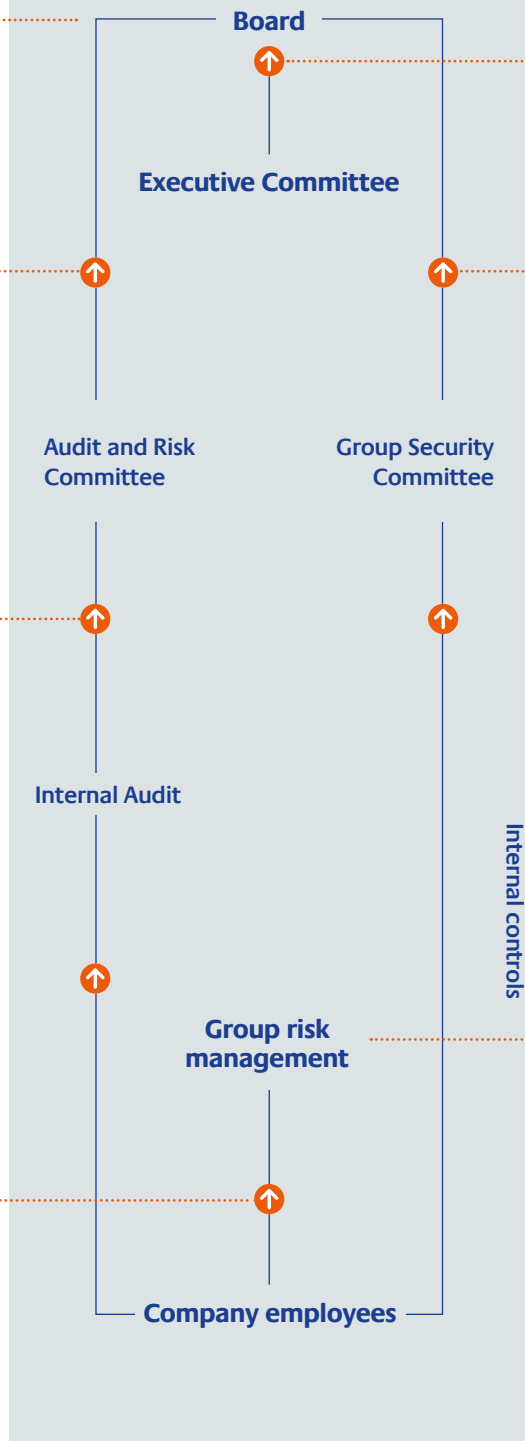 Board
Executive Committee
Audit and Risk
Committee
Group Security
Committee
Internal Audit
Internal controls
Group risk
management
Company employees